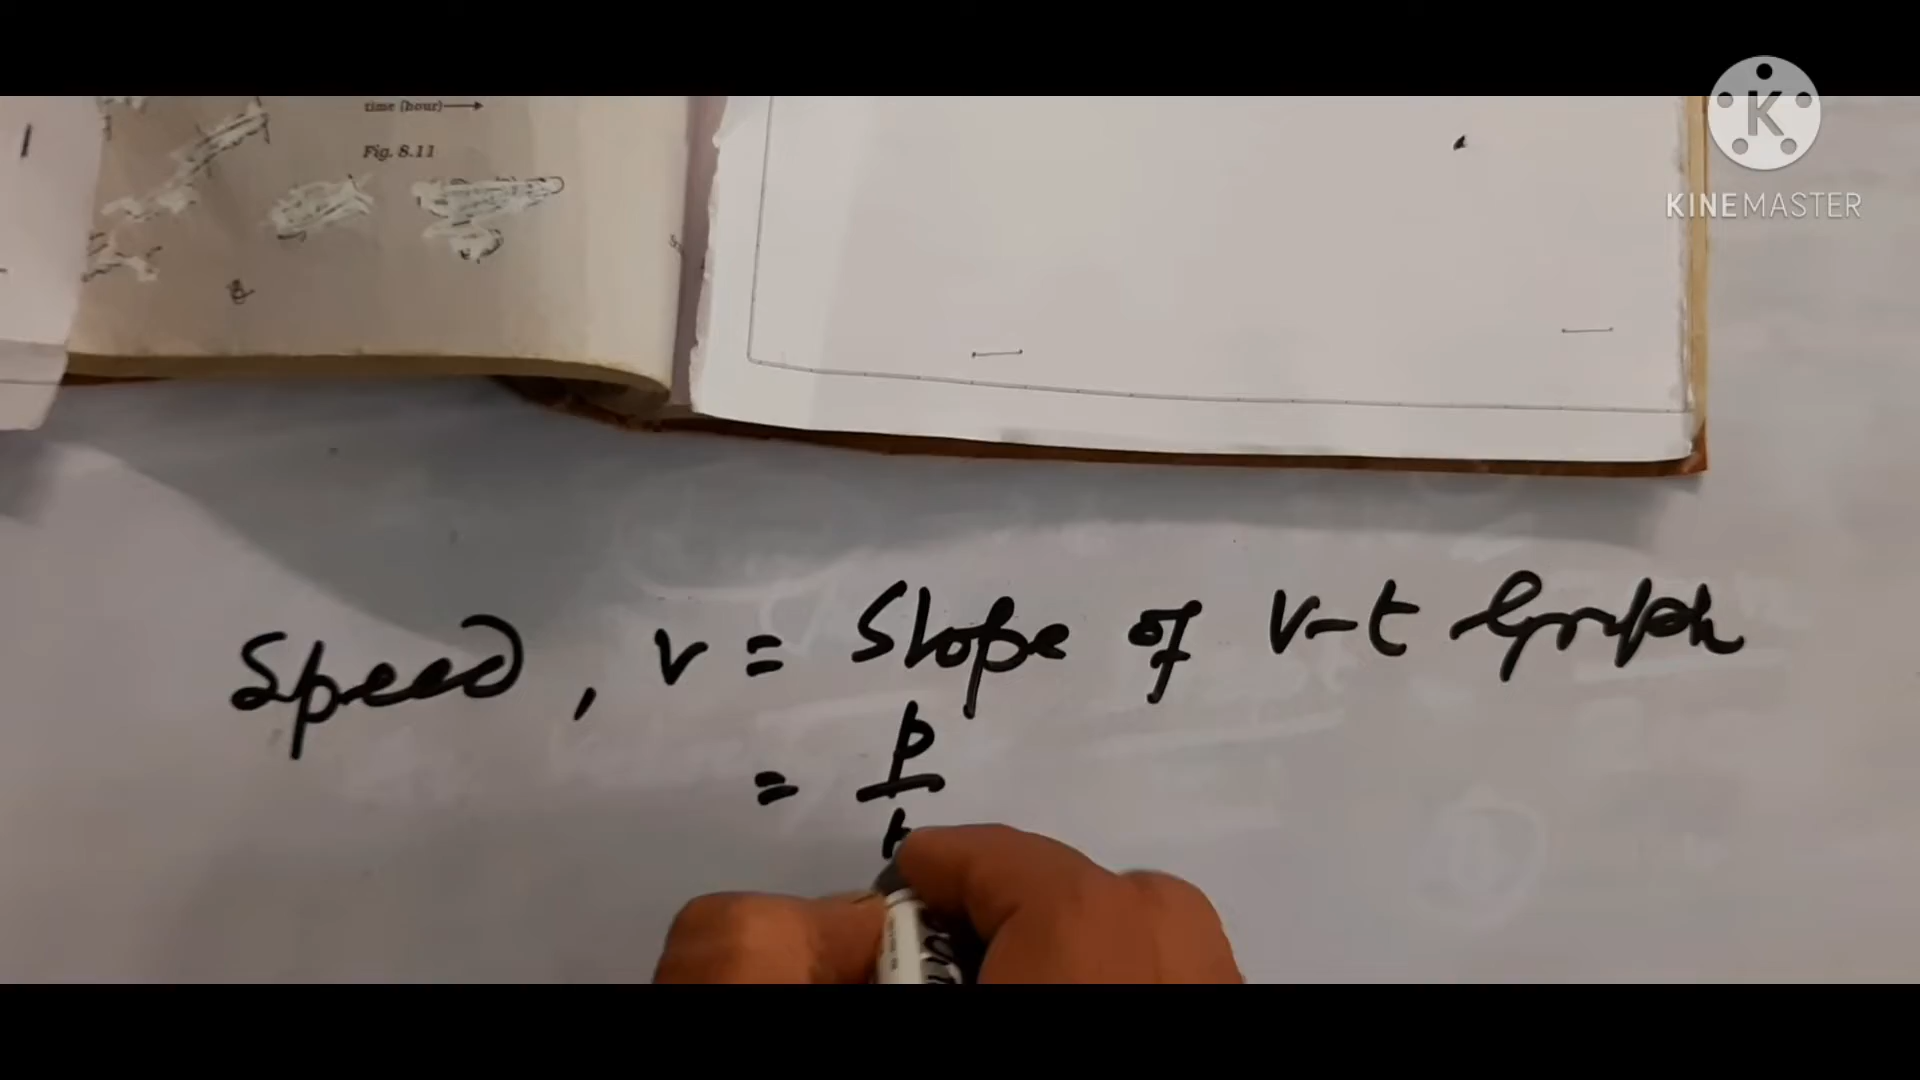 time (hour)
Fig. 8.11
K
KINEMASTER
Speed, v = Slope of v-t Graph
= p